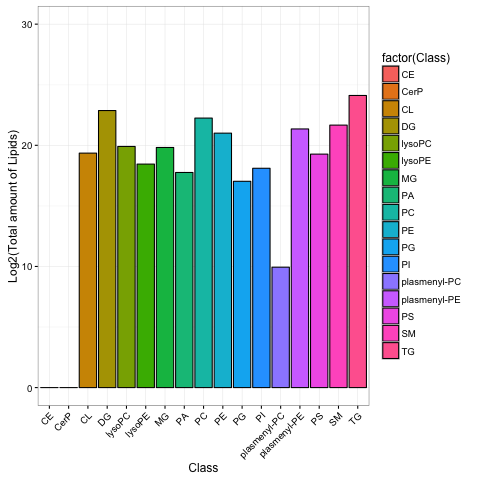 30
20
10
0
Log2(Total amount of Lipids)
CE
CerP
CL
DG
lysoPC
lysoPE
MG
PA
PC
PE
PG
PI
plasmenyl-PC
plasmenyl-PE
PS
SM
TG
Class
factor(Class)
CE
CerP
CL
DG
lysoPC
lysoPE
MG
PA
PC
PE
PG
PI
plasmenyl-PC
plasmenyl-PE
PS
SM
TG